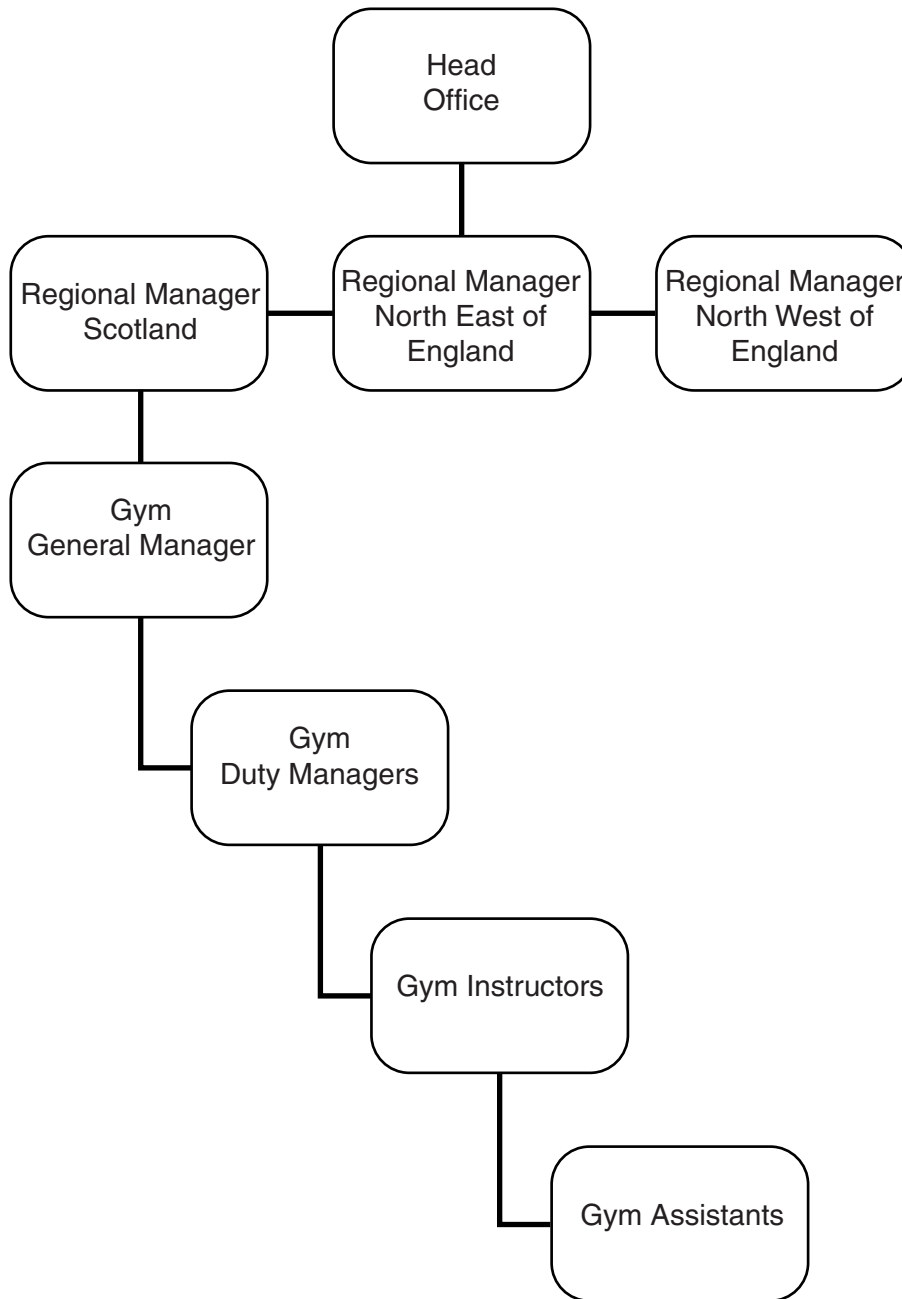 Head
Office
Regional Manager
Scotland
Regional Manager
North East of
England
Regional Manager
North West of
England
Gym
General Manager
Gym
Duty Managers
Gym Instructors
Gym Assistants